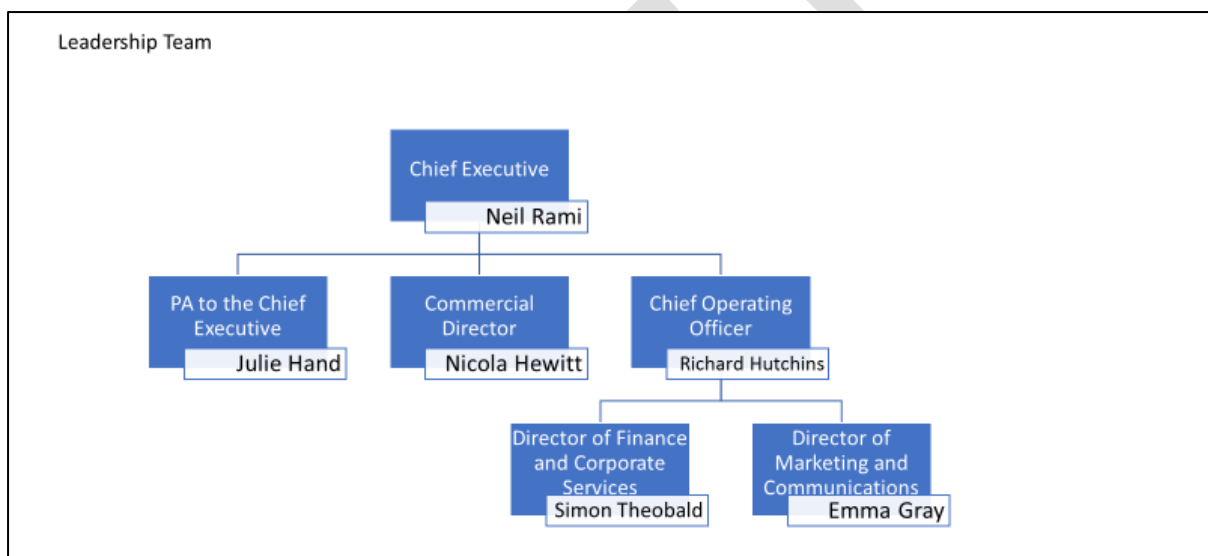 Leadership Team
Chief Executive
Neil Rami
PA to the Chief
Executive
Julie Hand
Commercial
Director
Nicola Hewitt
Chief Operating
Officer
Richard Hutchins
Director of Finance
and Corporate
Services
Simon Theobald
Director of
Marketing and
Communications
Emma Gray